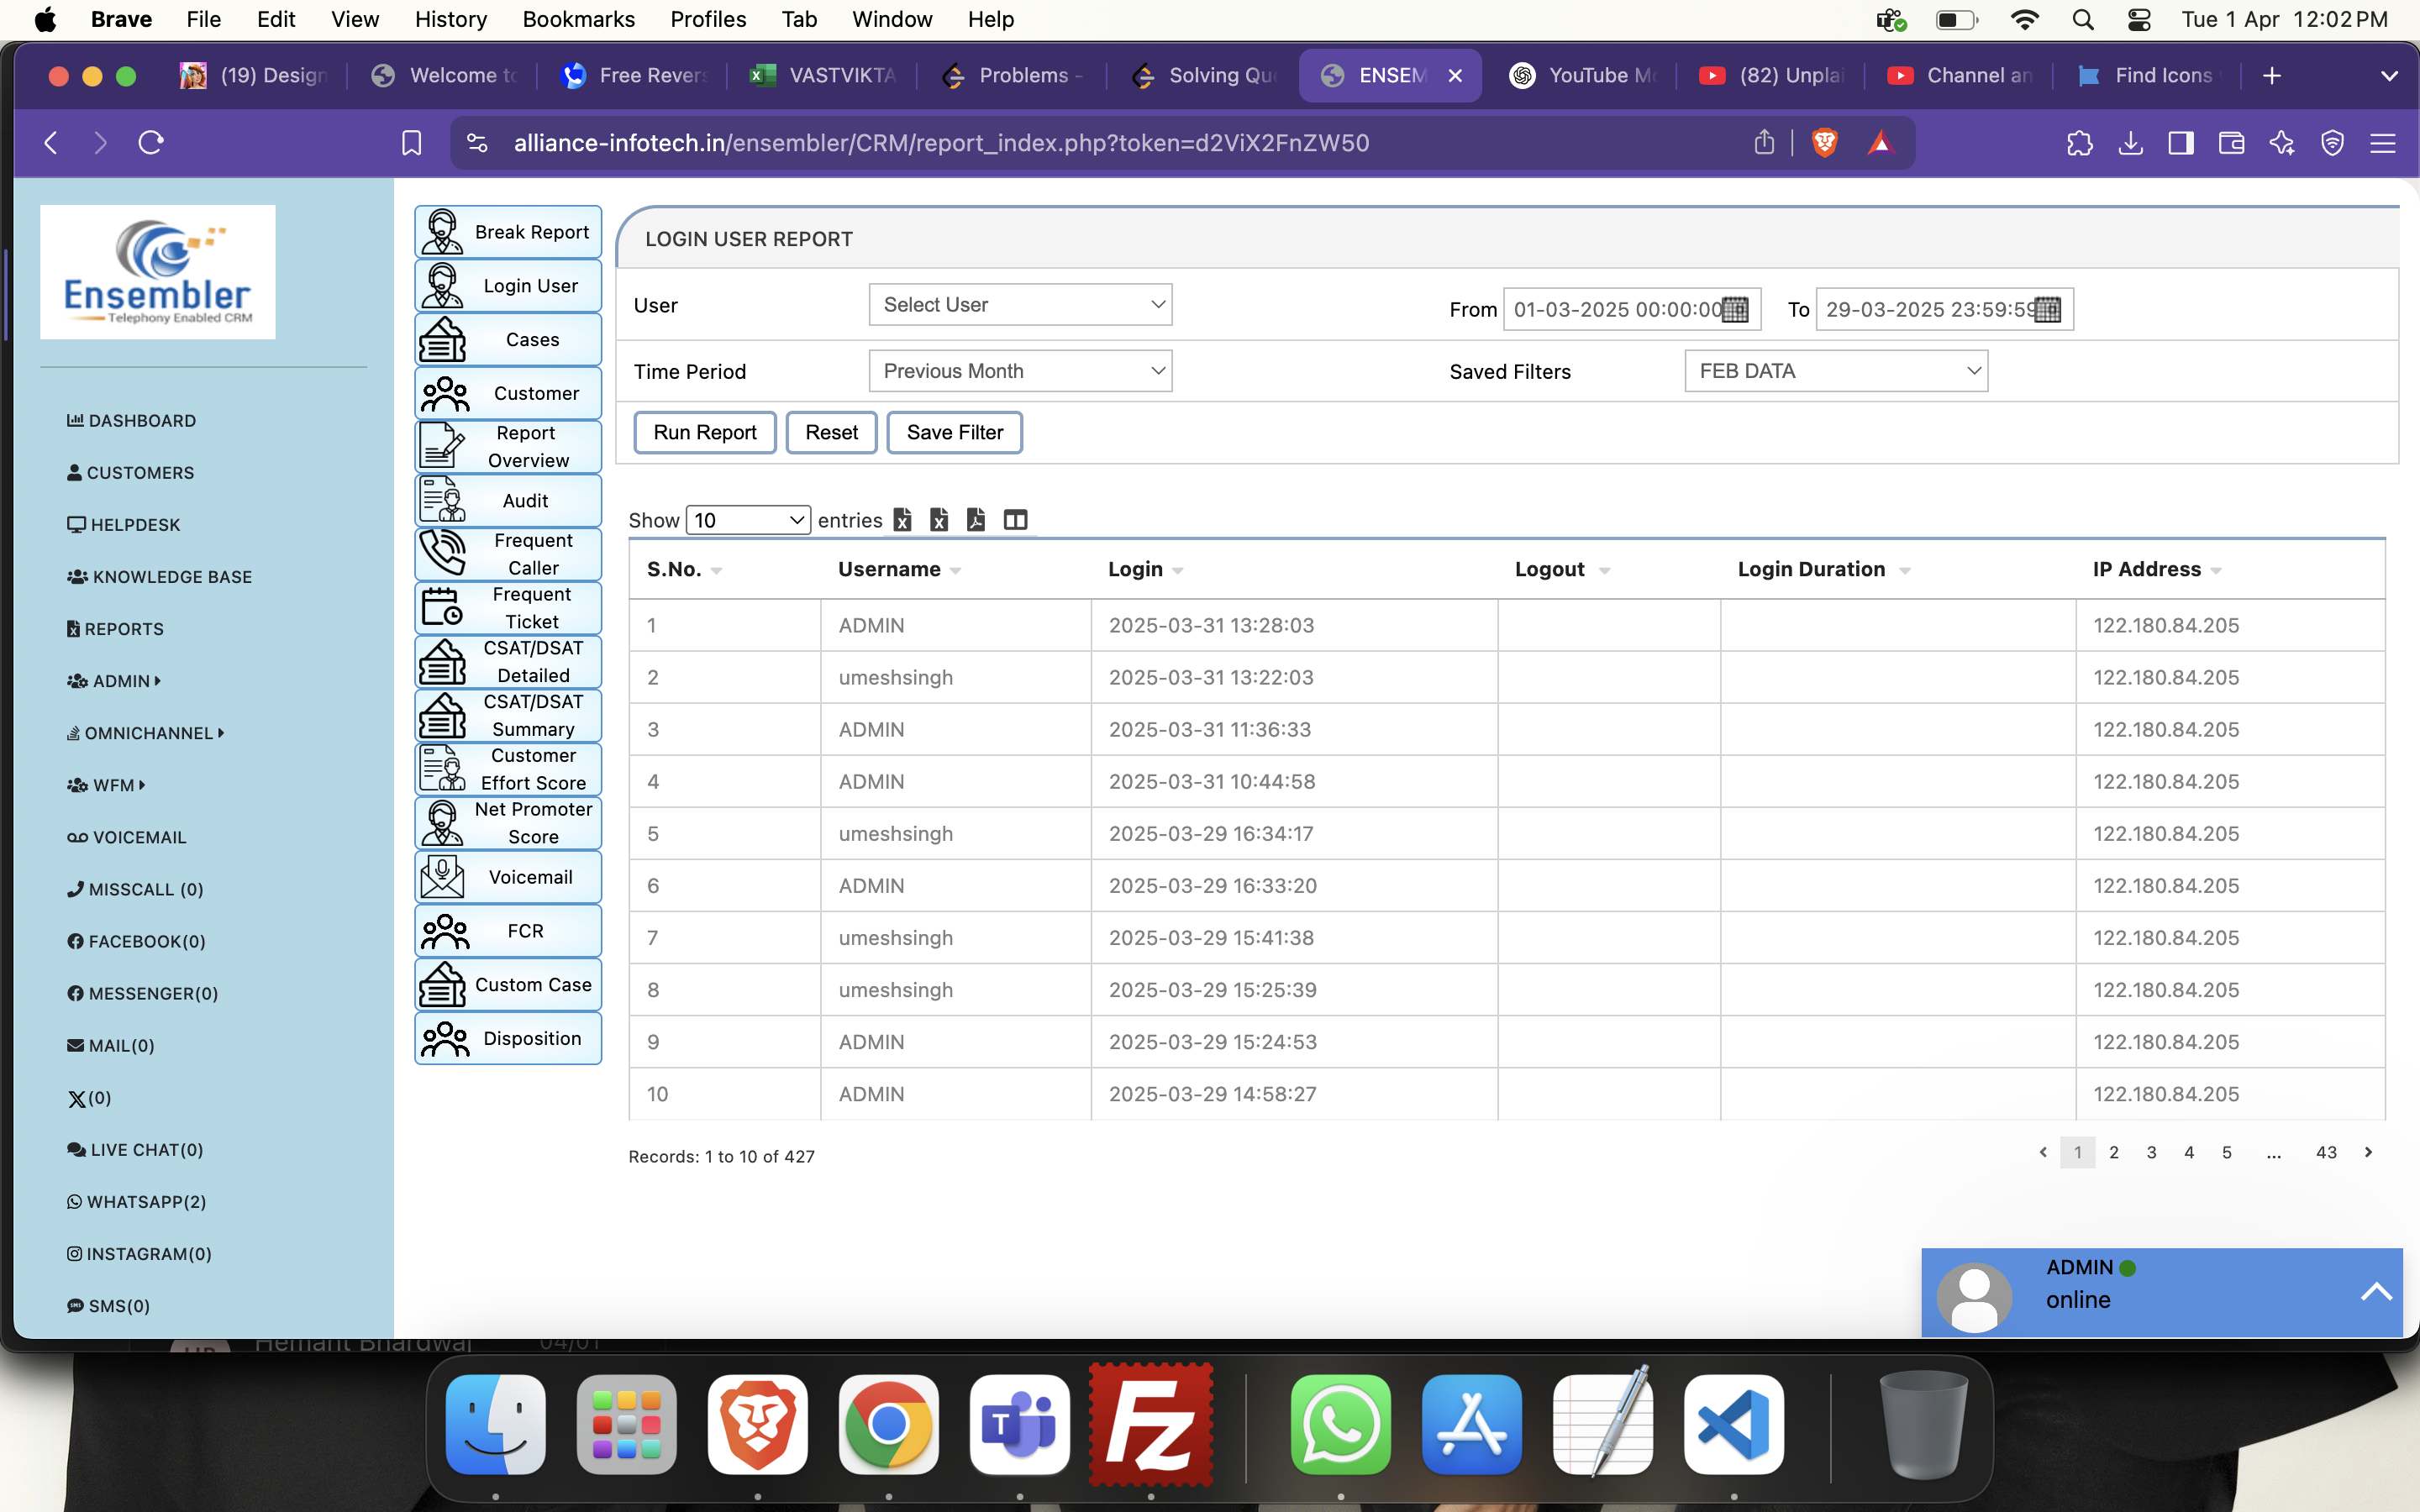 Brave File Edit View History Bookmarks Profiles Tab Window Help Tue 1 Apr 12:02 PM
(19) Design Welcome to Free Revers VASTVIKTA Problems - Solving Que ENSEM YouTube Mo (82) Unplai Channel an Find Icons
alliance-infotech.in/ensembler/CRM/report_index.php?token=d2ViX2FnZW50
Ensembler
Telephony Enabled CRM
DASHBOARD
CUSTOMERS
HELPDESK
KNOWLEDGE BASE
REPORTS
ADMIN
OMNICHANNEL
WFM
VOICEMAIL
MISSCALL (0)
FACEBOOK(0)
MESSENGER(0)
MAIL(0)
X(0)
LIVE CHAT(0)
WHATSAPP(2)
INSTAGRAM(0)
SMS(0)
Break Report
Login User
Cases
Customer
Report
Overview
Audit
Frequent
Caller
Frequent
Ticket
CSAT/DSAT
Detailed
CSAT/DSAT
Summary
Customer
Effort Score
Net Promoter
Score
Voicemail
FCR
Custom Case
Disposition
LOGIN USER REPORT
User Select User From 01-03-2025 00:00:00 To 29-03-2025 23:59:59
Time Period Previous Month Saved Filters FEB DATA
Run Report Reset Save Filter
Show 10 entries
S.No. Username Login Logout Login Duration IP Address
1 ADMIN 2025-03-31 13:28:03 122.180.84.205
2 umeshsingh 2025-03-31 13:22:03 122.180.84.205
3 ADMIN 2025-03-31 11:36:33 122.180.84.205
4 ADMIN 2025-03-31 10:44:58 122.180.84.205
5 umeshsingh 2025-03-29 16:34:17 122.180.84.205
6 ADMIN 2025-03-29 16:33:20 122.180.84.205
7 umeshsingh 2025-03-29 15:41:38 122.180.84.205
8 umeshsingh 2025-03-29 15:25:39 122.180.84.205
9 ADMIN 2025-03-29 15:24:53 122.180.84.205
10 ADMIN 2025-03-29 14:58:27 122.180.84.205
Records: 1 to 10 of 427
1 2 3 4 5 ... 43
ADMIN
online
Hemant Bhardwaj 04/01
T
Fz